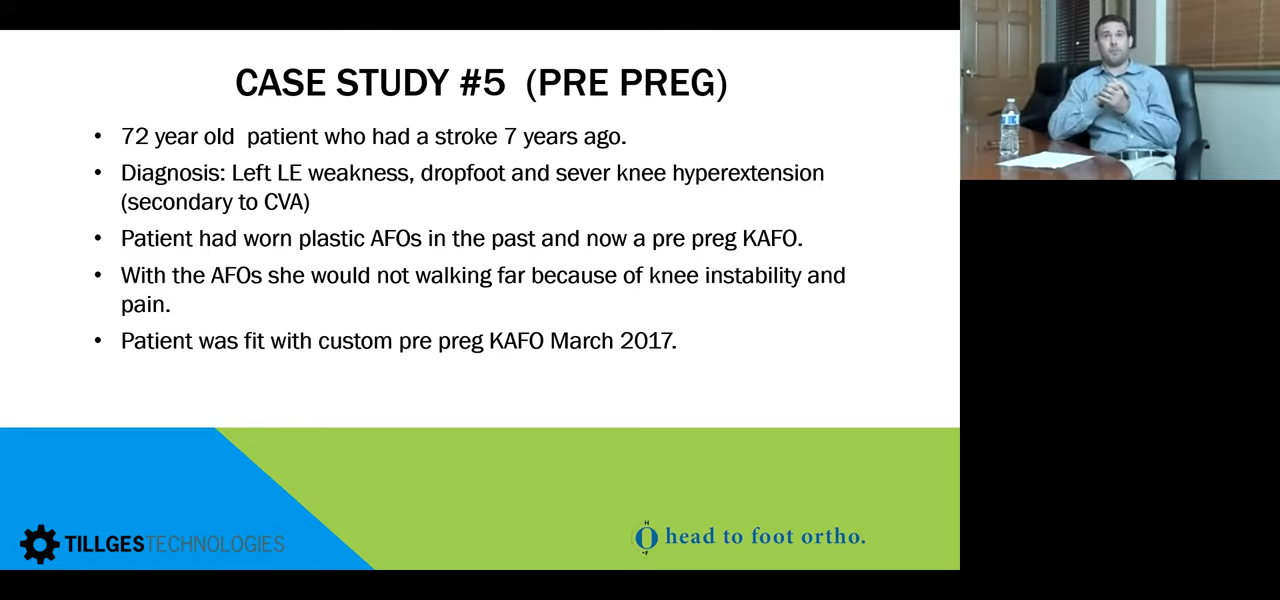 CASE STUDY #5 (PRE PREG)
• 72 year old patient who had a stroke 7 years ago.
• Diagnosis: Left LE weakness, dropfoot and sever knee hyperextension
(secondary to CVA)
• Patient had worn plastic AFOs in the past and now a pre preg KAFO.
• With the AFOs she would not walking far because of knee instability and
pain.
• Patient was fit with custom pre preg KAFO March 2017.
TILLGESTECHNOLOGIES
head to foot ortho.